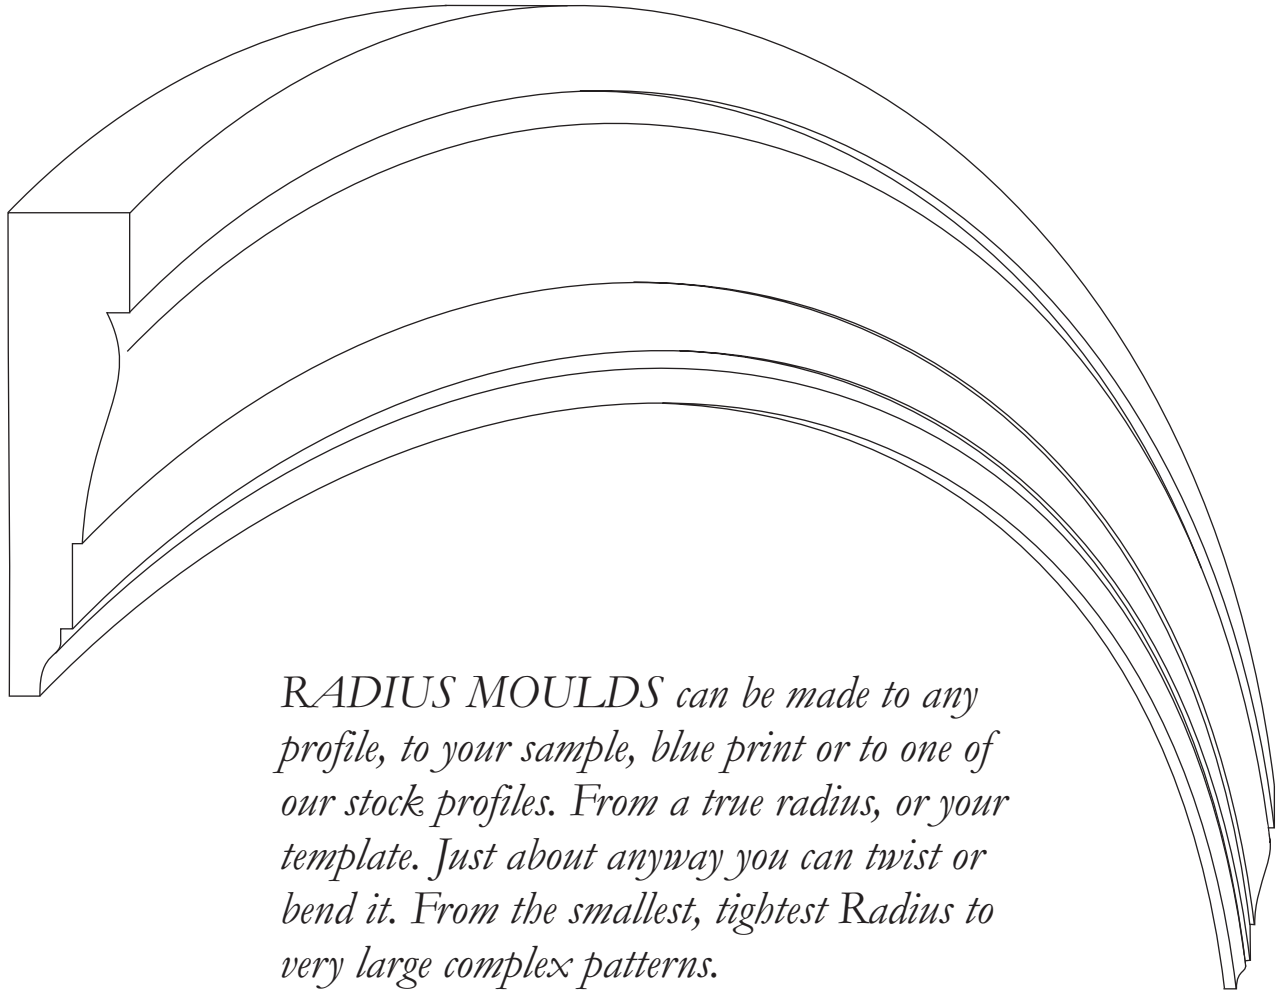 RADIUS MOULDS can be made to any
profile, to your sample, blue print or to one of
our stock profiles. From a true radius, or your
template. Just about anyway you can twist or
bend it. From the smallest, tightest Radius to
very large complex patterns.